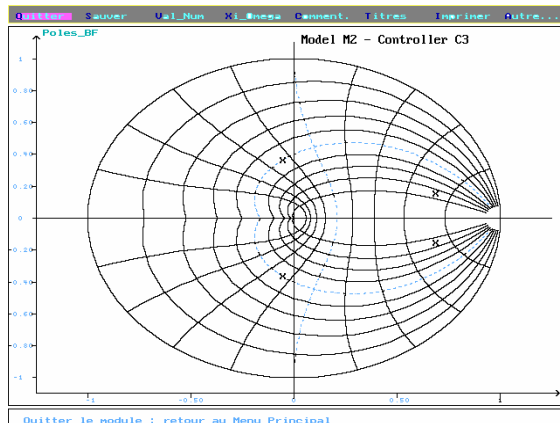 Quitter Sauver Val_Num Xi_Omega Comment. Titres Imprimer Autre...
Poles_BF
Model M2 - Controller C3
1
0.80
0.60
0.40
0.20
0
0.20
0.40
0.60
0.80
-1
-1 -0.50 0 0.50 1
Quitter le module : retour au Menu Principal